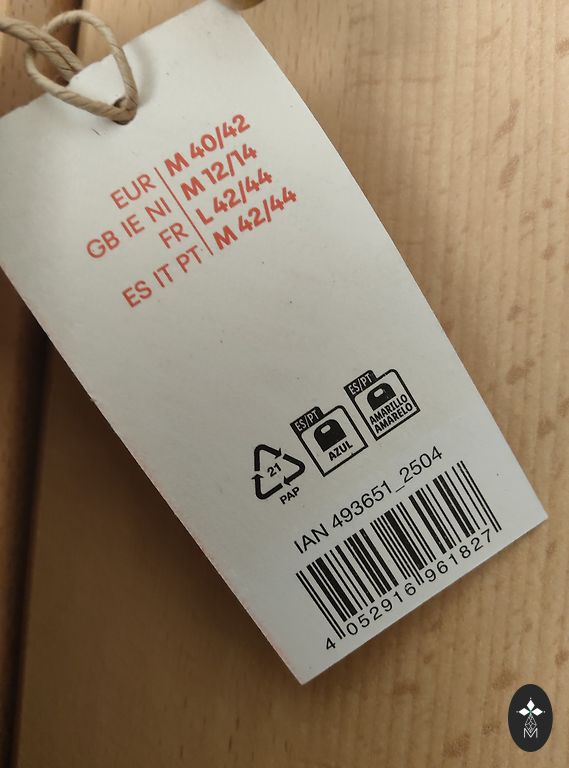 EUR | M 40/42
GB IE NI | M 12/14
FR | L 42/44
ES IT PT | M 42/44
21
PAP
ES/PT
AZUL
ES/PT
AMARILLO
AMARELO
IAN 493651_2504
4 052916 961827
M